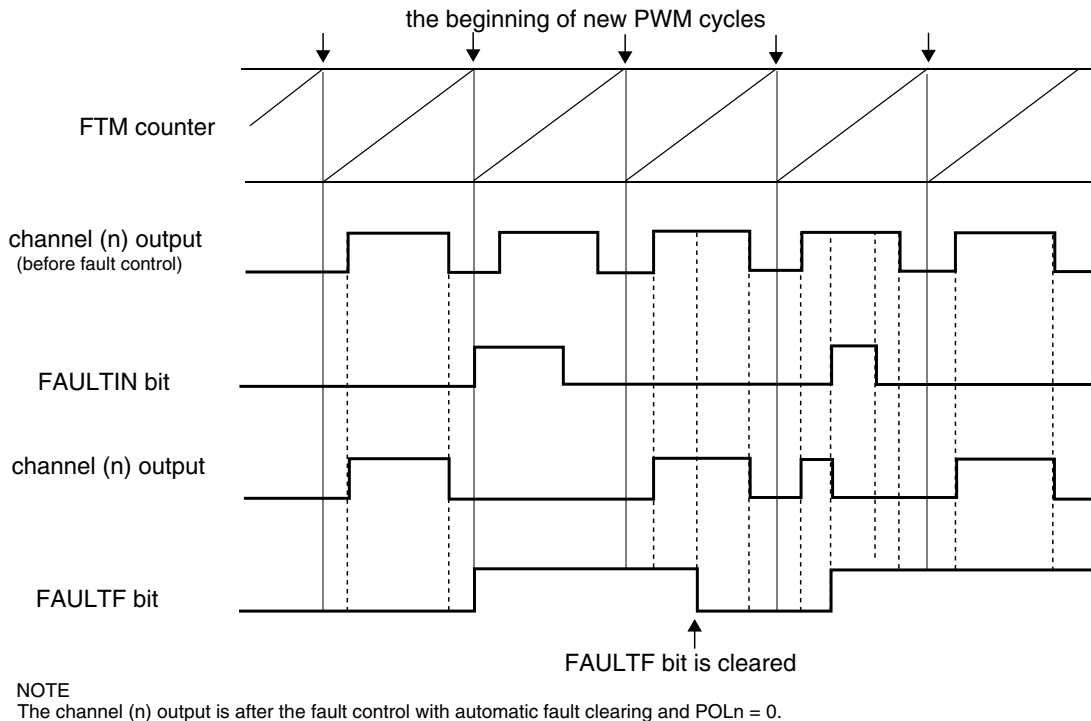 the beginning of new PWM cycles
FTM counter
channel (n) output
(before fault control)
FAULTIN bit
channel (n) output
FAULTF bit
FAULTF bit is cleared
NOTE
The channel (n) output is after the fault control with automatic fault clearing and POLn = 0.